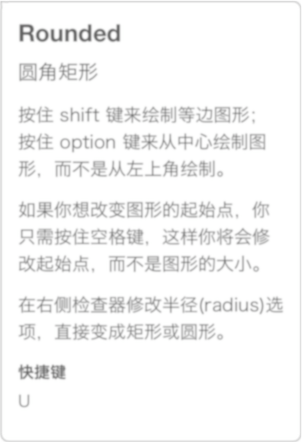 Rounded
圆角矩形
按住 shift 键来绘制等边图形；
按住 option 键来从中心绘制图
形，而不是从左上角绘制。
如果你想改变图形的起始点，你
只需按住空格键，这样你将会修
改起始点，而不是图形的大小。
在右侧检查器修改半径(radius)选
项，直接变成矩形或圆形。
快捷键
U